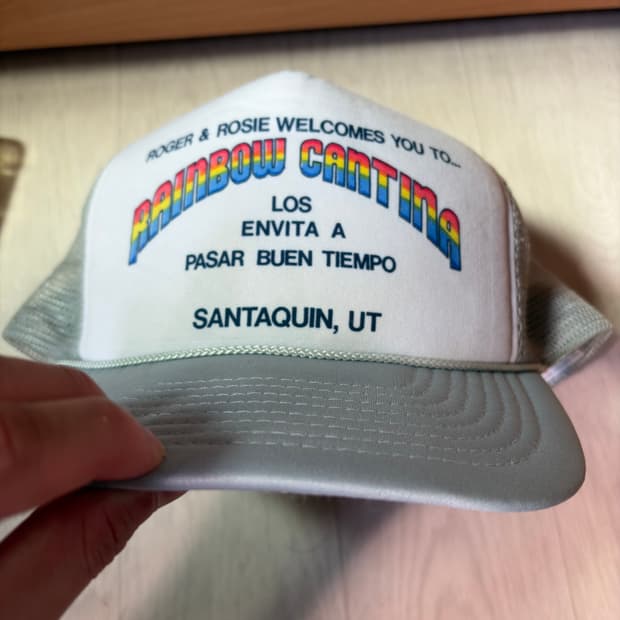 ROGER & ROSIE WELCOMES YOU TO...
RAINBOW CANTINA
LOS
ENVITA A
PASAR BUEN TIEMPO
SANTAQUIN, UT